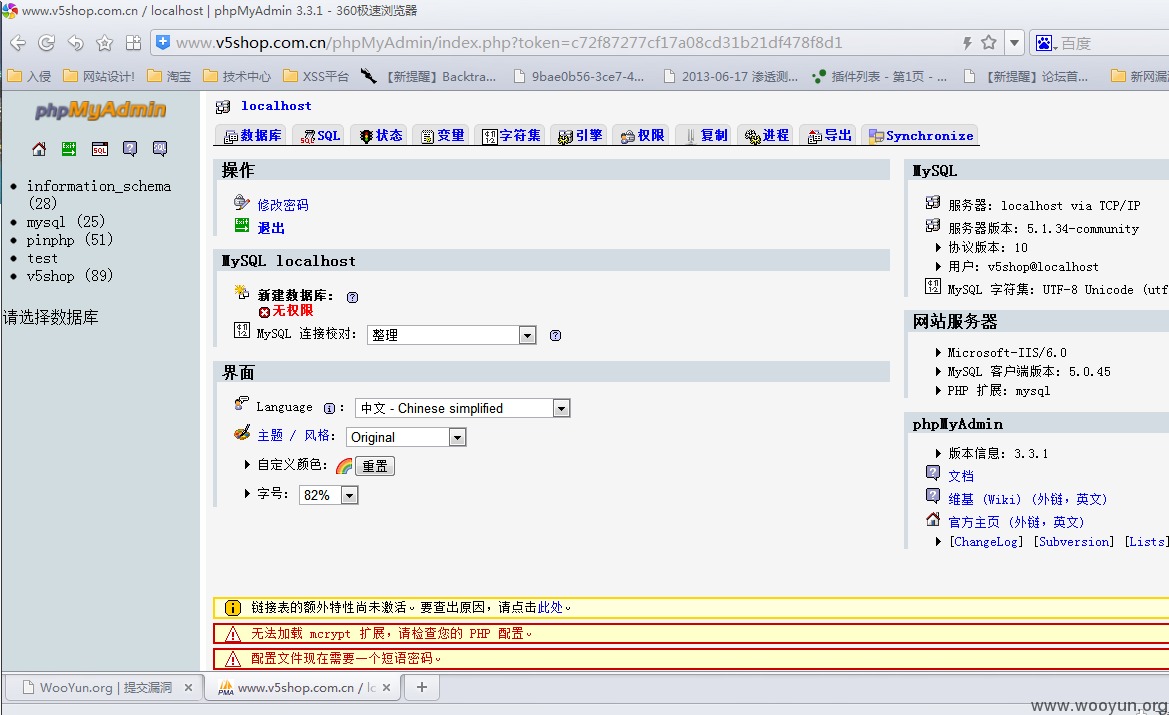 www.v5shop.com.cn / localhost | phpMyAdmin 3.3.1 - 360极速浏览器
www.v5shop.com.cn/phpMyAdmin/index.php?token=c72f87277cf17a08cd31b21df478f8d1
百度
入侵 网站设计! 淘宝 技术中心 XSS平台 【新提醒】Backtra... 9bae0b56-3ce7-4... 2013-06-17 渗透测... 插件列表 - 第1页 - ... 【新提醒】论坛首... 新网漏
phpMyAdmin
information_schema
(28)
mysql (25)
pinphp (51)
test
v5shop (89)
请选择数据库
localhost
数据库 SQL 状态 变量 字符集 引擎 权限 复制 进程 导出 Synchronize
操作
修改密码
退出
MySQL localhost
新建数据库:
无权限
MySQL 连接校对: 整理
界面
Language : 中文 - Chinese simplified
主题 / 风格: Original
自定义颜色: 重置
字号: 82%
MySQL
服务器: localhost via TCP/IP
服务器版本: 5.1.34-community
协议版本: 10
用户: v5shop@localhost
MySQL 字符集: UTF-8 Unicode (utf
网站服务器
Microsoft-IIS/6.0
MySQL 客户端版本: 5.0.45
PHP 扩展: mysql
phpMyAdmin
版本信息: 3.3.1
文档
维基 (Wiki) (外链，英文)
官方主页 (外链，英文)
[ChangeLog] [Subversion] [Lists]
链接表的额外特性尚未激活。要查出原因，请点击此处。
无法加载 mcrypt 扩展，请检查您的 PHP 配置。
配置文件现在需要一个短语密码。
WooYun.org | 提交漏洞 www.v5shop.com.cn / lc
www.wooyun.org